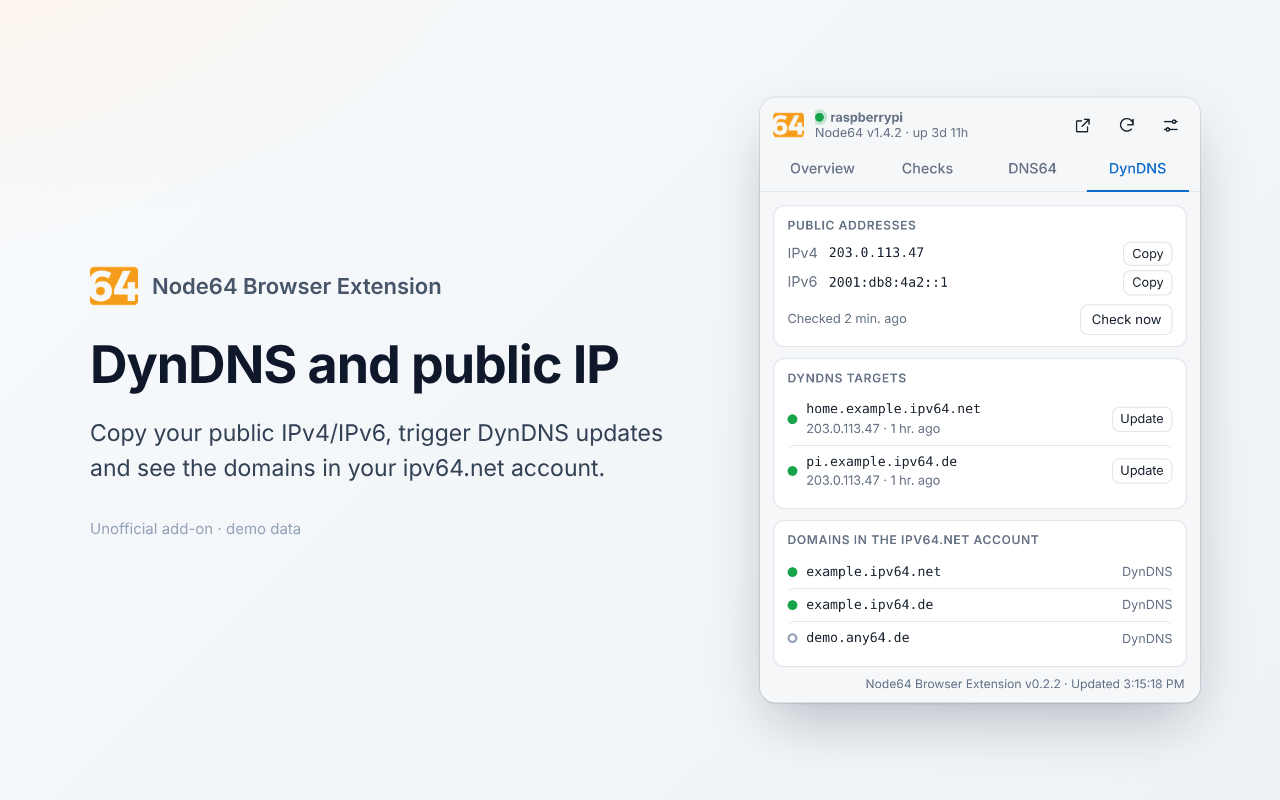 64 Node64 Browser Extension
DynDNS and public IP
Copy your public IPv4/IPv6, trigger DynDNS updates
and see the domains in your ipv64.net account.
Unofficial add-on · demo data
64
raspberrypi
Node64 v1.4.2 · up 3d 11h
Overview Checks DNS64 DynDNS
PUBLIC ADDRESSES
IPv4 203.0.113.47 Copy
IPv6 2001:db8:4a2::1 Copy
Checked 2 min. ago Check now
DYNDNS TARGETS
home.example.ipv64.net
203.0.113.47 · 1 hr. ago
Update
pi.example.ipv64.de
203.0.113.47 · 1 hr. ago
Update
DOMAINS IN THE IPV64.NET ACCOUNT
example.ipv64.net DynDNS
example.ipv64.de DynDNS
demo.any64.de DynDNS
Node64 Browser Extension v0.2.2 · Updated 3:15:18 PM